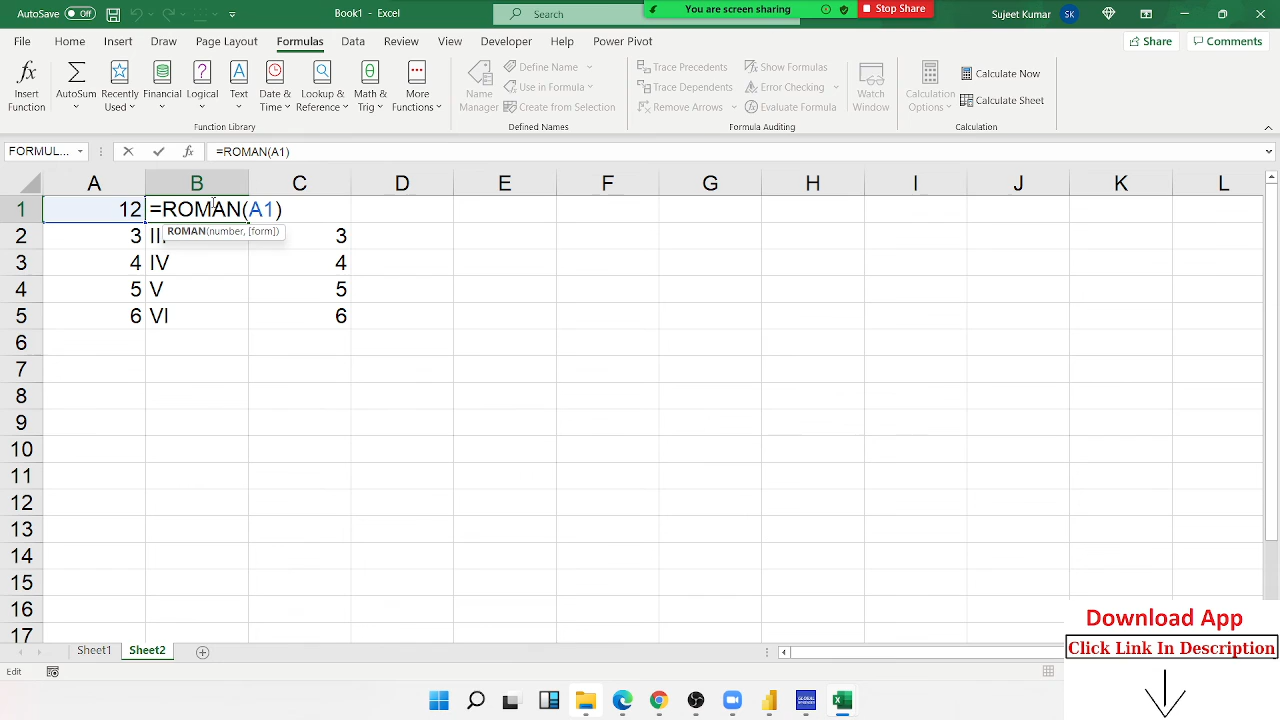 AutoSave Off Book1 - Excel Search You are screen sharing Stop Share Sujeet Kumar SK
File Home Insert Draw Page Layout Formulas Data Review View Developer Help Power Pivot Share Comments
Insert Function AutoSum Recently Used Financial Logical Text Date & Time Lookup & Reference Math & Trig More Functions Name Manager Define Name Use in Formula Create from Selection Trace Precedents Trace Dependents Remove Arrows Show Formulas Error Checking Evaluate Formula Watch Window Calculation Options Calculate Now Calculate Sheet
Function Library Defined Names Formula Auditing Calculation
FORMUL... fx =ROMAN(A1)
A B C D E F G H I J K L
1 12 =ROMAN(A1)
ROMAN(number, [form])
2 3 III 3
3 4 IV 4
4 5 V 5
5 6 VI 6
6
7
8
9
10
11
12
13
14
15
16
17
Sheet1 Sheet2
Edit
Download App
Click Link In Description